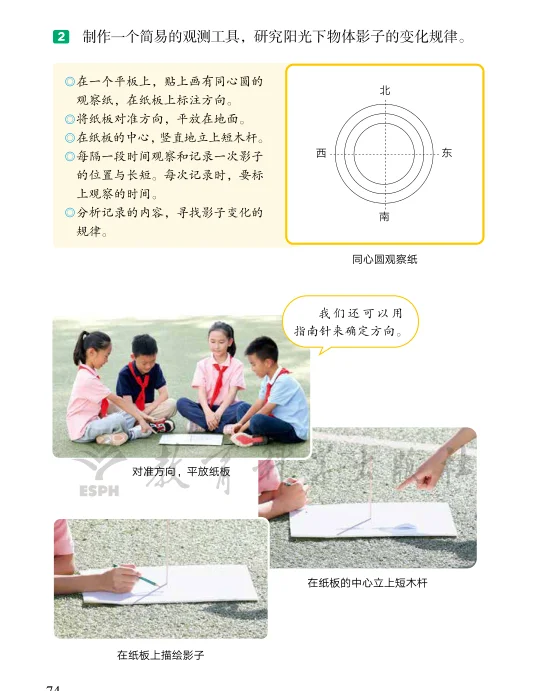 2 制作一个简易的观测工具，研究阳光下物体影子的变化规律。
◎在一个平板上，贴上画有同心圆的
观察纸，在纸板上标注方向。
◎将纸板对准方向，平放在地面。
◎在纸板的中心，竖直地立上短木杆。
◎每隔一段时间观察和记录一次影子
的位置与长短。每次记录时，要标
上观察的时间。
◎分析记录的内容，寻找影子变化的
规律。
北
西
东
南
同心圆观察纸
我们还可以用
指南针来确定方向。
对准方向，平放纸板
ESPH
教育科学出版社
在纸板的中心立上短木杆
在纸板上描绘影子
74